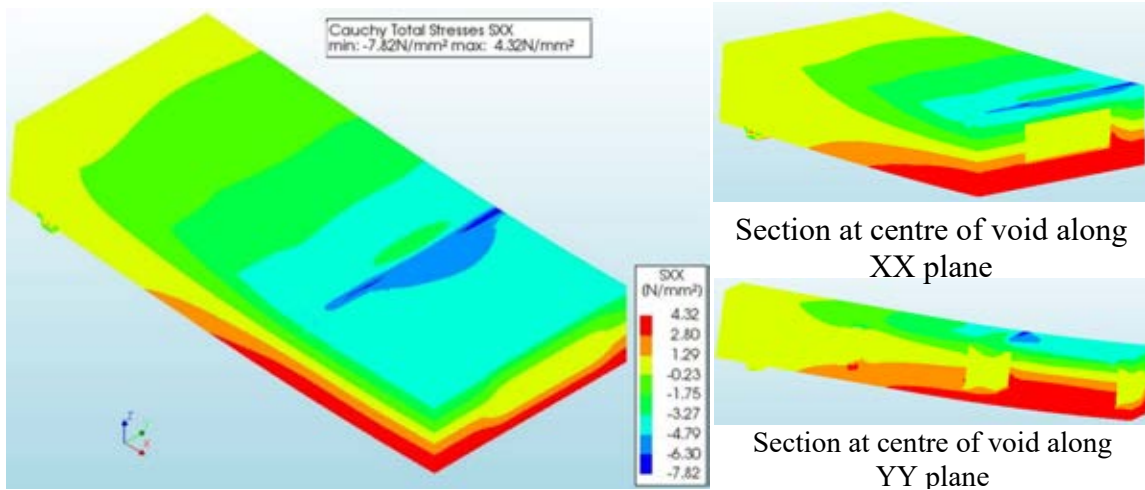 Cauchy Total Stresses SXX
min: -7.82N/mm² max: 4.32N/mm²
SXX
(N/mm²)
4.32
2.80
1.29
-0.23
-1.75
-3.27
-4.79
-6.30
-7.82
Z
Y
X
Section at centre of void along
XX plane
Section at centre of void along
YY plane